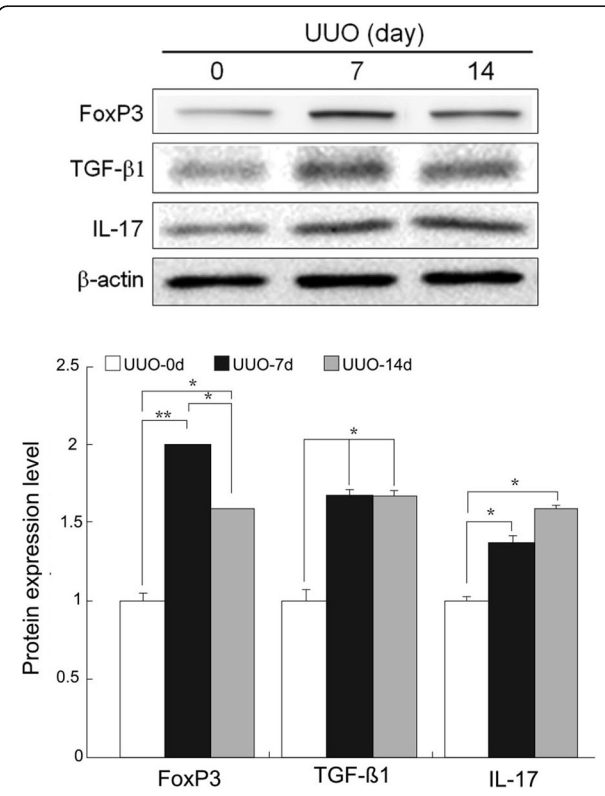 UUO (day)
0 7 14
FoxP3
TGF-β1
IL-17
β-actin
UUO-0d UUO-7d UUO-14d
Protein expression level
2.5
2
1.5
1
0.5
0
* * ** * * *
FoxP3 TGF-ß1 IL-17